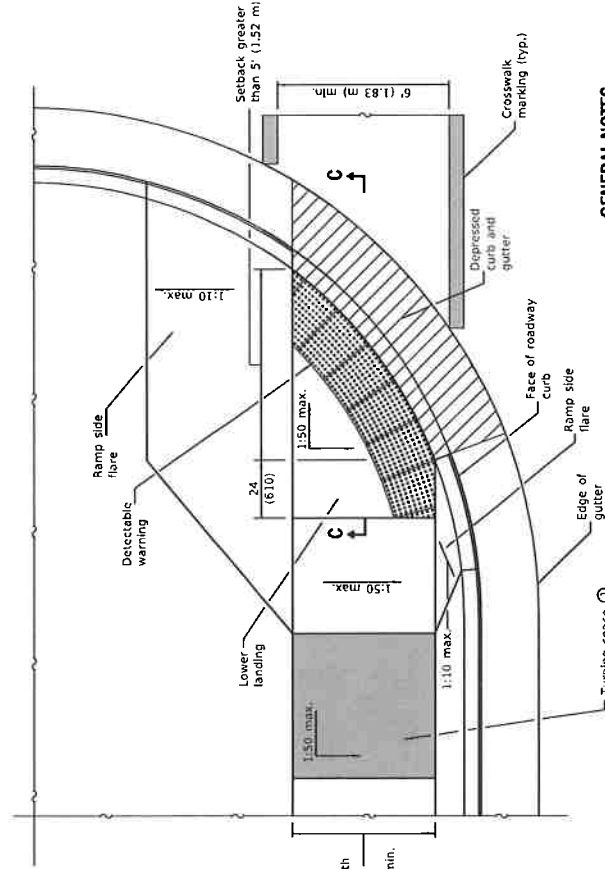 Setback greater
than 5' (1.52 m)
6' (1.83 m) min.
Crosswalk
marking (typ.)
C
Depressed
curb and
gutter
Ramp side
flare
1:10 max.
Detectable
warning
24
(610)
1:50 max.
Lower
landing
C
1:50 max.
1:50 max.
1:10 max.
Face of roadway
curb
Ramp side
flare
Edge of
gutter
Turning space ①
th
min.
GENERAL NOTES